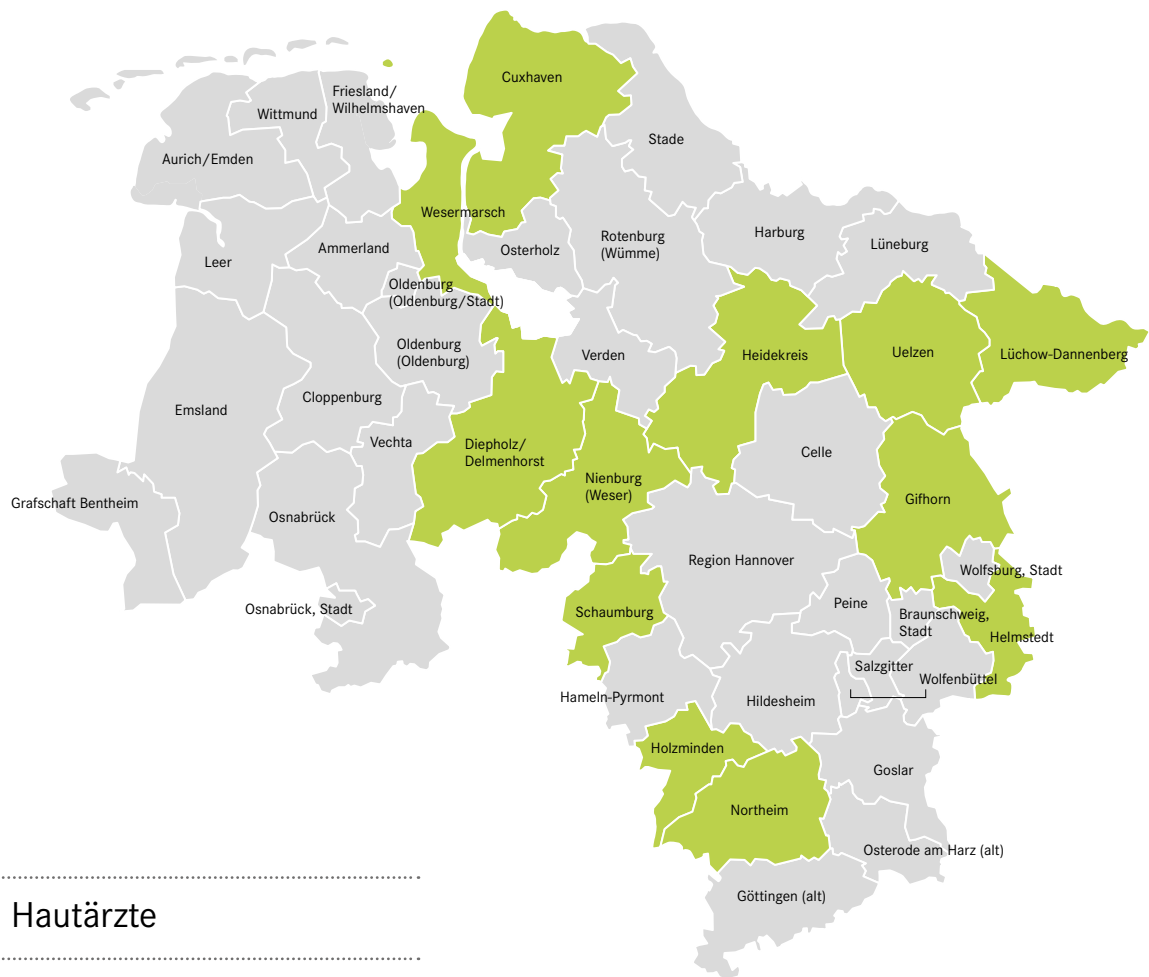 Cuxhaven
Friesland/
Wilhelmshaven
Wittmund
Stade
Aurich/Emden
Wesermarsch
Harburg
Rotenburg
(Wümme)
Lüneburg
Ammerland
Osterholz
Leer
Oldenburg
(Oldenburg/Stadt)
Oldenburg
(Oldenburg)
Verden
Heidekreis
Uelzen
Lüchow-Dannenberg
Cloppenburg
Emsland
Vechta
Diepholz/
Delmenhorst
Celle
Nienburg
(Weser)
Gifhorn
Grafschaft Bentheim
Osnabrück
Region Hannover
Wolfsburg, Stadt
Osnabrück, Stadt
Schaumburg
Peine
Braunschweig,
Stadt
Helmstedt
Salzgitter
Wolfenbüttel
Hameln-Pyrmont
Hildesheim
Holzminden
Goslar
Northeim
Osterode am Harz (alt)
Göttingen (alt)
Hautärzte